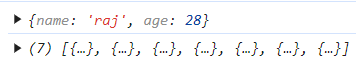 ▶ {name: 'raj', age: 28}
▶ (7) [{…}, {…}, {…}, {…}, {…}, {…}, {…}]